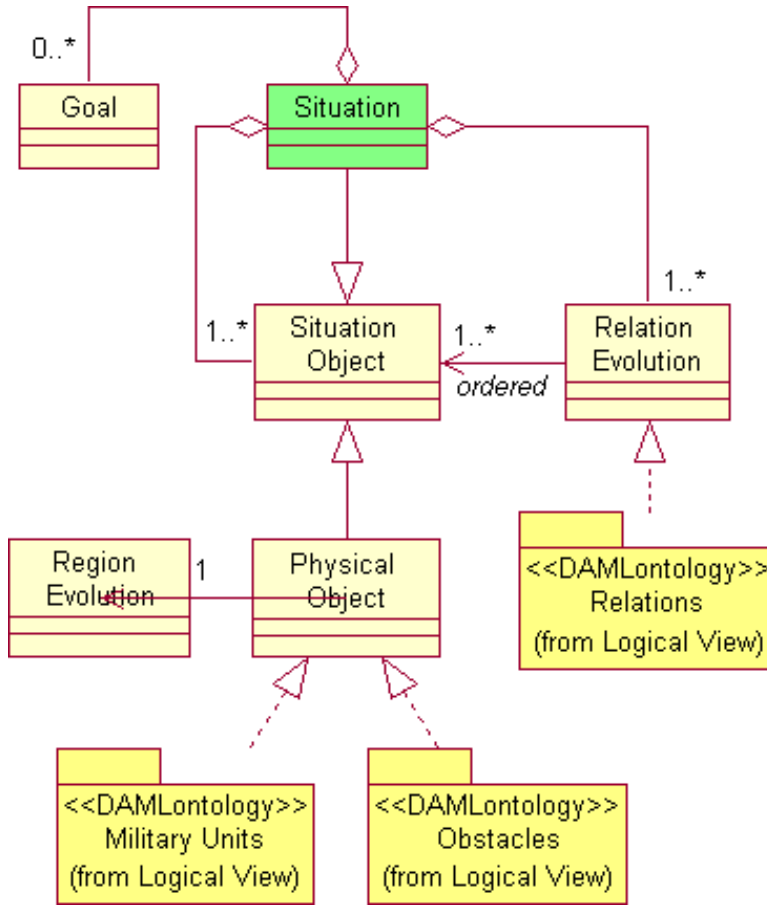 0..*
Goal
Situation
1..*
Situation
Object
1..*
ordered
1..*
Relation
Evolution
Region
Evolution
1
Physical
Object
<<DAMLontology>>
Relations
(from Logical View)
<<DAMLontology>>
Military Units
(from Logical View)
<<DAMLontology>>
Obstacles
(from Logical View)